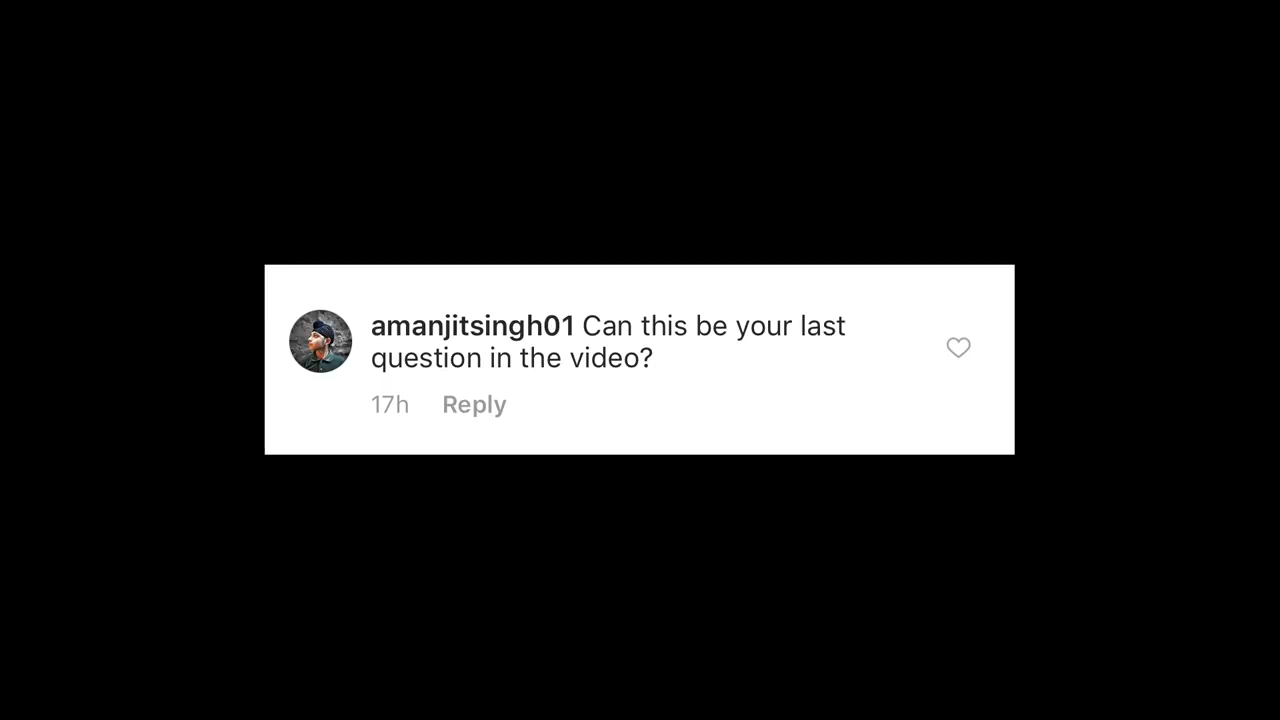 amanjitsingh01 Can this be your last
question in the video?
17h Reply